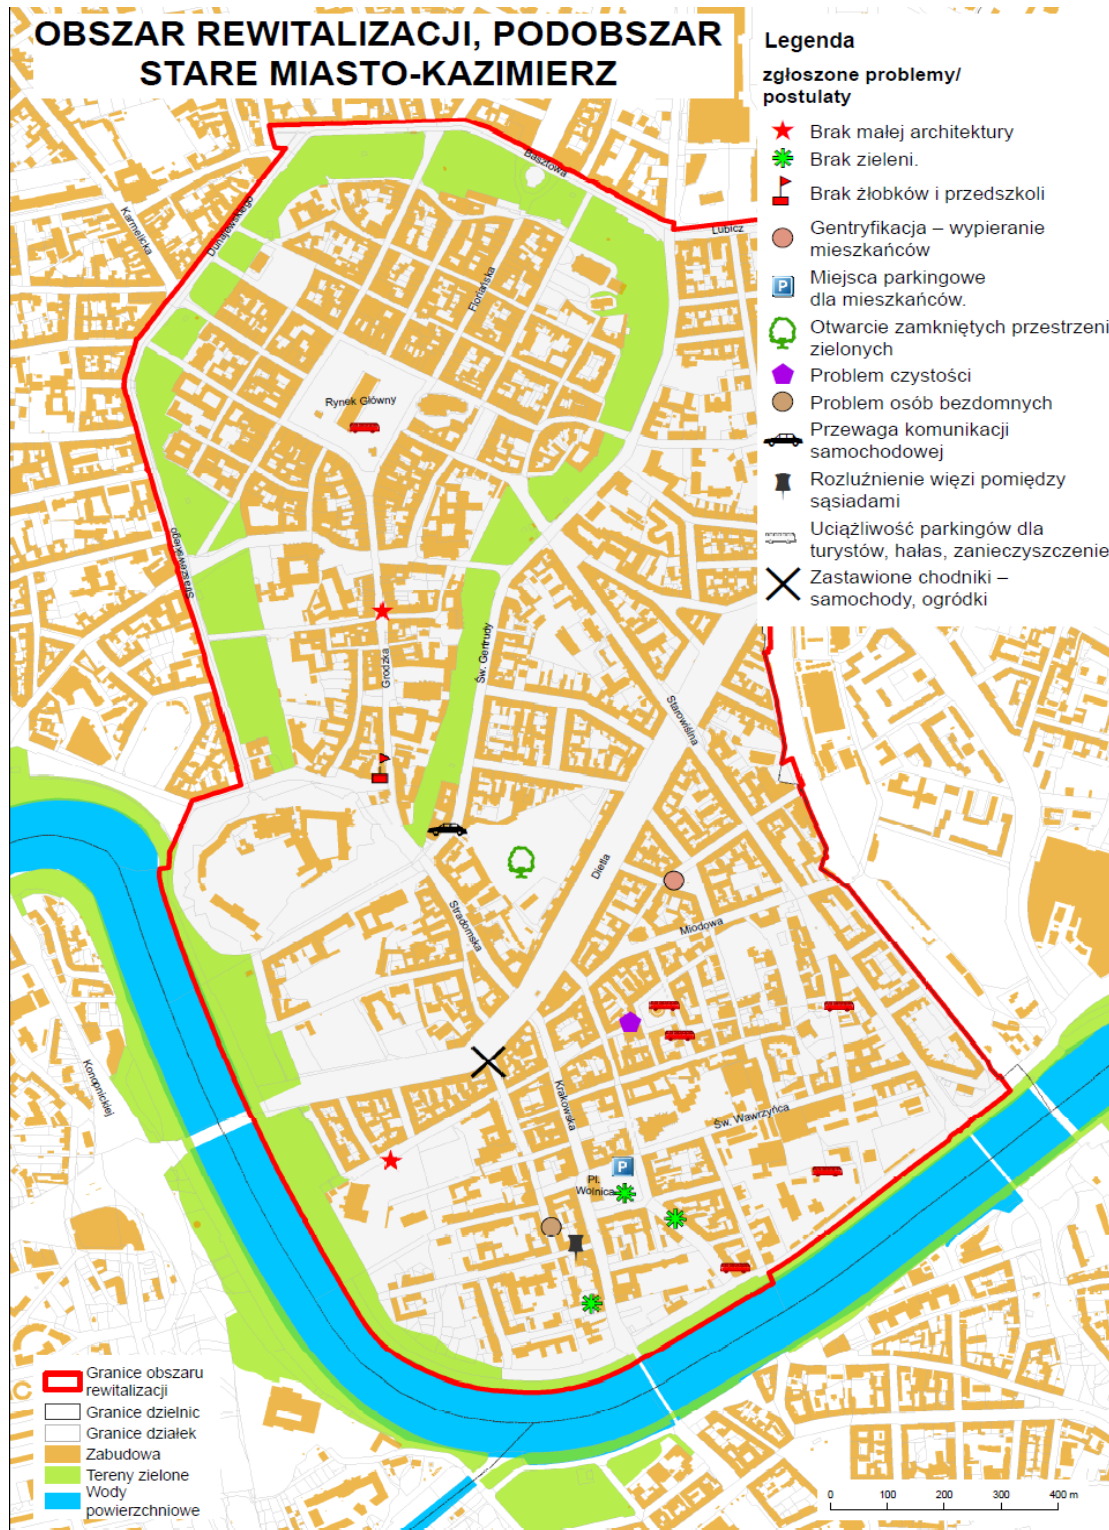 OBSZAR REWITALIZACJI, PODOBSZAR
STARE MIASTO-KAZIMIERZ
Legenda
zgłoszone problemy/
postulaty
Brak małej architektury
Brak zieleni.
Brak żłobków i przedszkoli
Gentryfikacja – wypieranie
mieszkańców
P
Miejsca parkingowe
dla mieszkańców.
Otwarcie zamkniętych przestrzeni
zielonych
Problem czystości
Problem osób bezdomnych
Przewaga komunikacji
samochodowej
Rozluźnienie więzi pomiędzy
sąsiadami
Uciążliwość parkingów dla
turystów, hałas, zanieczyszczenie
Zastawione chodniki –
samochody, ogródki
Basztowa
Lubicz
Karmelicka
Dunajewskiego
Floriańska
Rynek Główny
Straszewskiego
Grodzka
Św. Gertrudy
Starowiślna
Dietla
Stradomska
Miodowa
Konopnickiej
Krakowska
Św. Wawrzyńca
P
Pl.
Wolnica
Granice obszaru
rewitalizacji
Granice dzielnic
Granice działek
Zabudowa
Tereny zielone
Wody
powierzchniowe
0 100 200 300 400 m